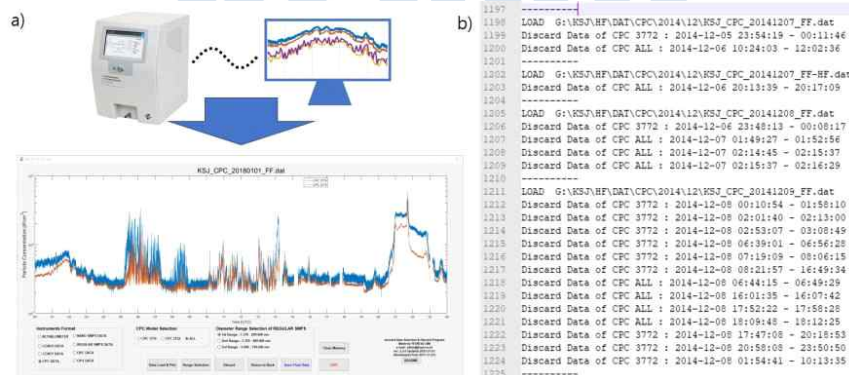 a)
KSJ_CPC_20180101_FF.dat
Instruments Format
CPC Model Selection
Diameter Range Selection of REGULAR SMPS
b)
1197 ----------
1198 LOAD G:\KSJ\HF\DAT\CPC\2014\12\KSJ_CPC_20141207_FF.dat
1199 Discard Data of CPC 3772 : 2014-12-05 23:54:19 - 00:11:46
1200 Discard Data of CPC ALL : 2014-12-06 10:24:03 - 12:02:36
1201 ----------
1202 LOAD G:\KSJ\HF\DAT\CPC\2014\12\KSJ_CPC_20141207_FF-HF.dat
1203 Discard Data of CPC ALL : 2014-12-06 20:13:39 - 20:17:09
1204 ----------
1205 LOAD G:\KSJ\HF\DAT\CPC\2014\12\KSJ_CPC_20141208_FF.dat
1206 Discard Data of CPC 3772 : 2014-12-06 23:48:13 - 00:08:17
1207 Discard Data of CPC ALL : 2014-12-07 01:49:27 - 01:52:56
1208 Discard Data of CPC ALL : 2014-12-07 02:14:45 - 02:15:37
1209 Discard Data of CPC ALL : 2014-12-07 02:15:37 - 02:16:29
1210 ----------
1211 LOAD G:\KSJ\HF\DAT\CPC\2014\12\KSJ_CPC_20141209_FF.dat
1212 Discard Data of CPC 3772 : 2014-12-08 00:10:54 - 01:58:10
1213 Discard Data of CPC 3772 : 2014-12-08 02:01:40 - 02:13:00
1214 Discard Data of CPC 3772 : 2014-12-08 02:53:07 - 03:08:49
1215 Discard Data of CPC 3772 : 2014-12-08 06:39:01 - 06:56:28
1216 Discard Data of CPC 3772 : 2014-12-08 07:19:09 - 08:06:15
1217 Discard Data of CPC 3772 : 2014-12-08 08:21:57 - 16:49:34
1218 Discard Data of CPC ALL : 2014-12-08 06:44:15 - 06:49:29
1219 Discard Data of CPC ALL : 2014-12-08 16:01:35 - 16:07:42
1220 Discard Data of CPC ALL : 2014-12-08 17:52:22 - 17:58:28
1221 Discard Data of CPC ALL : 2014-12-08 18:09:48 - 18:12:25
1222 Discard Data of CPC 3772 : 2014-12-08 17:47:08 - 20:18:53
1223 Discard Data of CPC 3772 : 2014-12-08 20:58:08 - 23:50:50
1224 Discard Data of CPC 3772 : 2014-12-08 01:54:41 - 10:13:35
1225 ----------